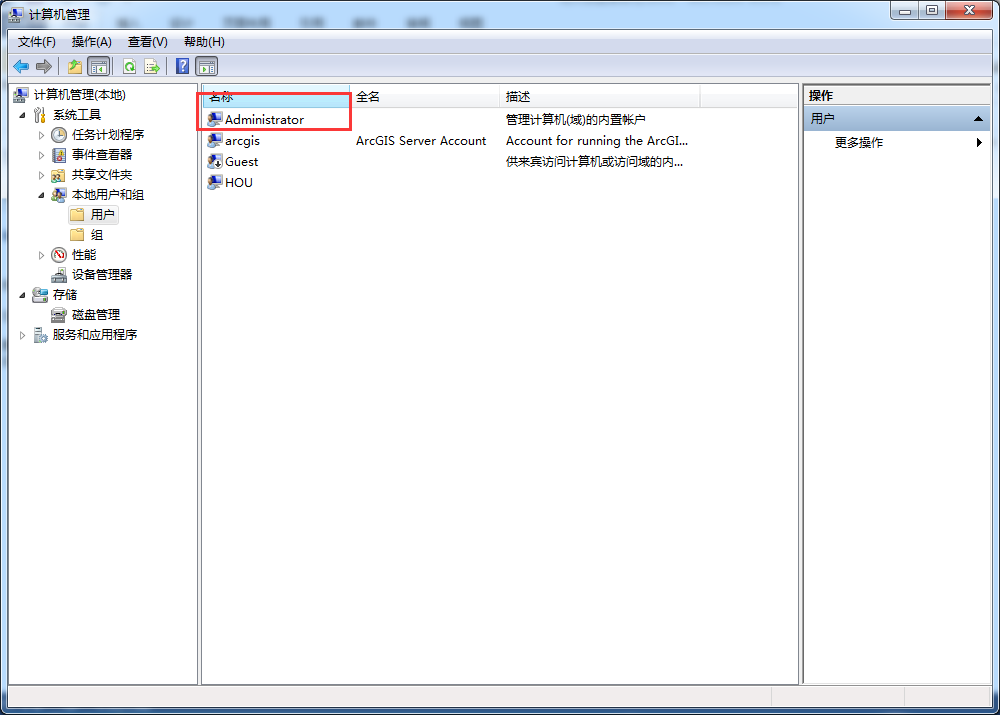 计算机管理
文件(F) 操作(A) 查看(V) 帮助(H)
计算机管理(本地)
系统工具
任务计划程序
事件查看器
共享文件夹
本地用户和组
用户
组
性能
设备管理器
存储
磁盘管理
服务和应用程序
名称 全名 描述
Administrator 管理计算机(域)的内置帐户
arcgis ArcGIS Server Account Account for running the ArcGI...
Guest 供来宾访问计算机或访问域的内...
HOU
操作
用户
更多操作